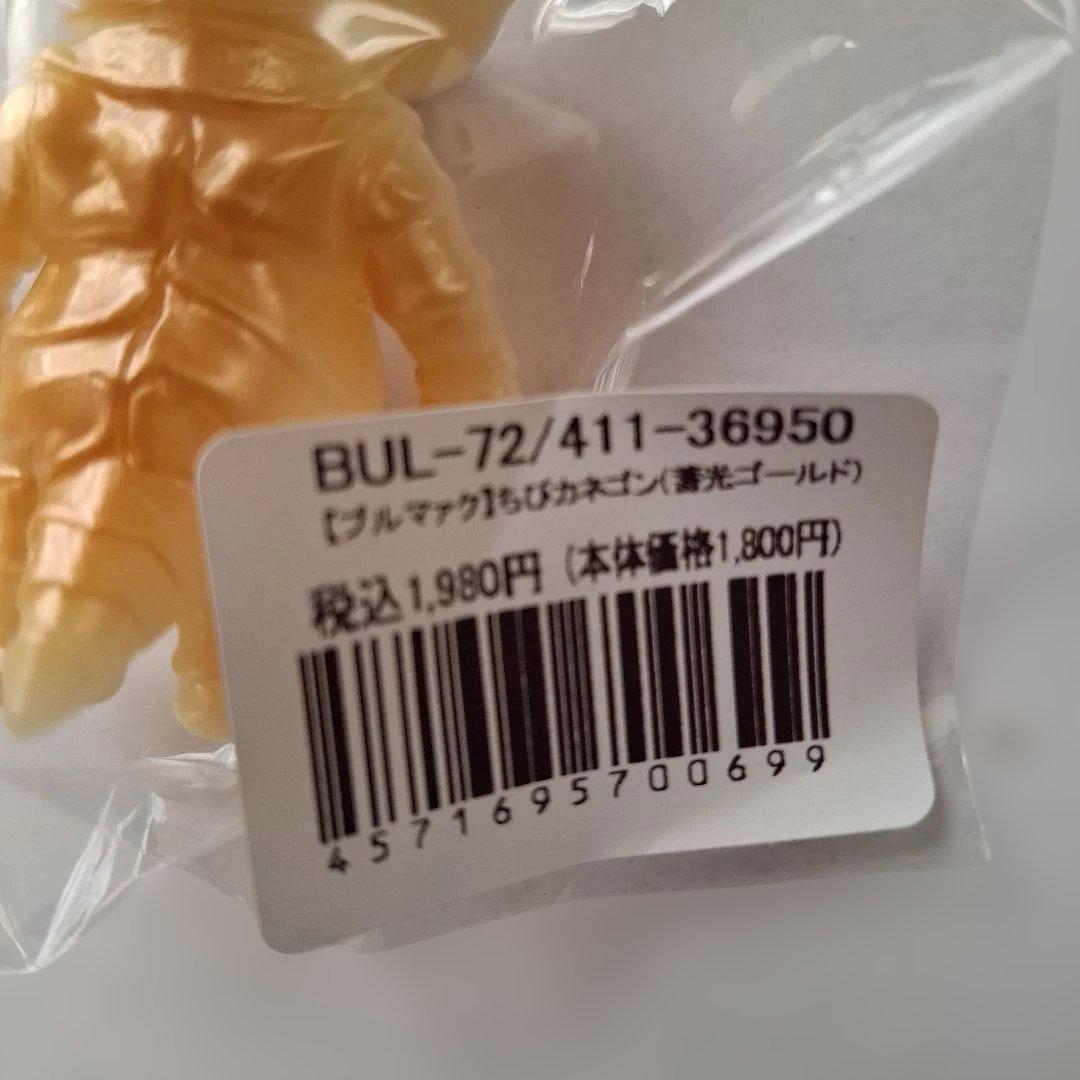 BUL-72/411-36950
【ブルマァク】ちびカネゴン(蓄光ゴールド)
税込1,980円 (本体価格1,800円)
4571695700699